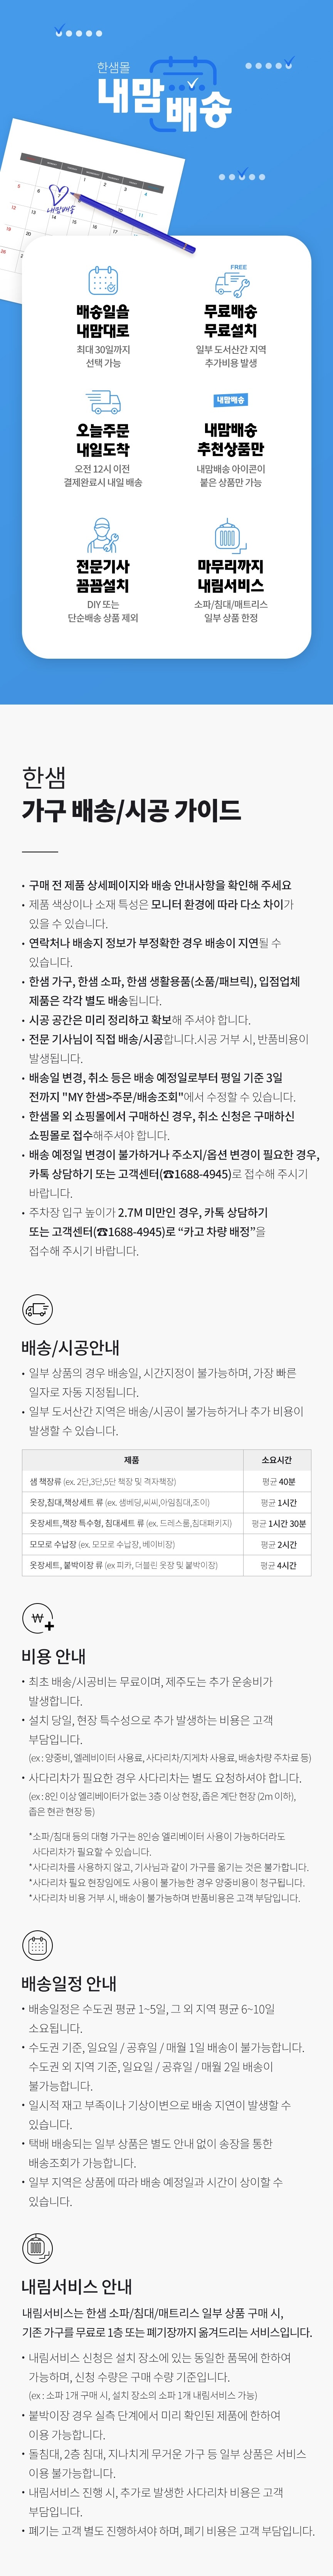 한샘몰
내맘
배송
내맘배송
FREE
배송일을
내맘대로
최대 30일까지
선택 가능
무료배송
무료설치
일부 도서산간 지역
추가비용 발생
오늘주문
내일도착
오전 12시 이전
결제완료시 내일 배송
내맘배송
내맘배송
추천상품만
내맘배송 아이콘이
붙은 상품만 가능
전문기사
꼼꼼설치
DIY 또는
단순배송 상품 제외
마무리까지
내림서비스
소파/침대/매트리스
일부 상품 한정
한샘
가구 배송/시공 가이드
• 구매 전 제품 상세페이지와 배송 안내사항을 확인해 주세요
• 제품 색상이나 소재 특성은 모니터 환경에 따라 다소 차이가
있을 수 있습니다.
• 연락처나 배송지 정보가 부정확한 경우 배송이 지연될 수
있습니다.
• 한샘 가구, 한샘 소파, 한샘 생활용품(소품/패브릭), 입점업체
제품은 각각 별도 배송됩니다.
• 시공 공간은 미리 정리하고 확보해 주셔야 합니다.
• 전문 기사님이 직접 배송/시공합니다.시공 거부 시, 반품비용이
발생됩니다.
• 배송일 변경, 취소 등은 배송 예정일로부터 평일 기준 3일
전까지 "MY 한샘>주문/배송조회"에서 수정할 수 있습니다.
• 한샘몰 외 쇼핑몰에서 구매하신 경우, 취소 신청은 구매하신
쇼핑몰로 접수해주셔야 합니다.
• 배송 예정일 변경이 불가하거나 주소지/옵션 변경이 필요한 경우,
카톡 상담하기 또는 고객센터(☎1688-4945)로 접수해 주시기
바랍니다.
• 주차장 입구 높이가 2.7M 미만인 경우, 카톡 상담하기
또는 고객센터(☎1688-4945)로 “카고 차량 배정”을
접수해 주시기 바랍니다.
배송/시공안내
• 일부 상품의 경우 배송일, 시간지정이 불가능하며, 가장 빠른
일자로 자동 지정됩니다.
• 일부 도서산간 지역은 배송/시공이 불가능하거나 추가 비용이
발생할 수 있습니다.
제품 소요시간
샘 책장류 (ex. 2단,3단,5단 책장 및 격자책장) 평균 40분
옷장,침대,책상세트 류 (ex. 샘베딩,씨씨,아임침대,조이) 평균 1시간
옷장세트,책장 특수형, 침대세트 류 (ex. 드레스룸,침대패키지) 평균 1시간 30분
모모로 수납장 (ex. 모모로 수납장, 베이비장) 평균 2시간
옷장세트, 붙박이장 류 (ex 피카, 더블린 옷장 및 붙박이장) 평균 4시간
₩
비용 안내
• 최초 배송/시공비는 무료이며, 제주도는 추가 운송비가
발생합니다.
• 설치 당일, 현장 특수성으로 추가 발생하는 비용은 고객
부담입니다.
(ex : 양중비, 엘레베이터 사용료, 사다리차/지게차 사용료, 배송차량 주차료 등)
• 사다리차가 필요한 경우 사다리차는 별도 요청하셔야 합니다.
(ex : 8인 이상 엘리베이터가 없는 3층 이상 현장, 좁은 계단 현장 (2m 이하),
좁은 현관 현장 등)
*소파/침대 등의 대형 가구는 8인승 엘리베이터 사용이 가능하더라도
사다리차가 필요할 수 있습니다.
*사다리차를 사용하지 않고, 기사님과 같이 가구를 옮기는 것은 불가합니다.
*사다리차 필요 현장임에도 사용이 불가능한 경우 양중비용이 청구됩니다.
*사다리차 비용 거부 시, 배송이 불가능하며 반품비용은 고객 부담입니다.
배송일정 안내
• 배송일정은 수도권 평균 1~5일, 그 외 지역 평균 6~10일
소요됩니다.
• 수도권 기준, 일요일 / 공휴일 / 매월 1일 배송이 불가능합니다.
수도권 외 지역 기준, 일요일 / 공휴일 / 매월 2일 배송이
불가능합니다.
• 일시적 재고 부족이나 기상이변으로 배송 지연이 발생할 수
있습니다.
• 택배 배송되는 일부 상품은 별도 안내 없이 송장을 통한
배송조회가 가능합니다.
• 일부 지역은 상품에 따라 배송 예정일과 시간이 상이할 수
있습니다.
내림서비스 안내
내림서비스는 한샘 소파/침대/매트리스 일부 상품 구매 시,
기존 가구를 무료로 1층 또는 폐기장까지 옮겨드리는 서비스입니다.
• 내림서비스 신청은 설치 장소에 있는 동일한 품목에 한하여
가능하며, 신청 수량은 구매 수량 기준입니다.
(ex : 소파 1개 구매 시, 설치 장소의 소파 1개 내림서비스 가능)
• 붙박이장 경우 실측 단계에서 미리 확인된 제품에 한하여
이용 가능합니다.
• 돌침대, 2층 침대, 지나치게 무거운 가구 등 일부 상품은 서비스
이용 불가능합니다.
• 내림서비스 진행 시, 추가로 발생한 사다리차 비용은 고객
부담입니다.
• 폐기는 고객 별도 진행하셔야 하며, 폐기 비용은 고객 부담입니다.